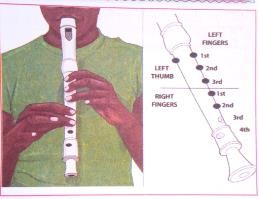 LEFT
FINGERS
1st
2nd
3rd
LEFT
THUMB
RIGHT
FINGERS
1st
2nd
3rd
4th